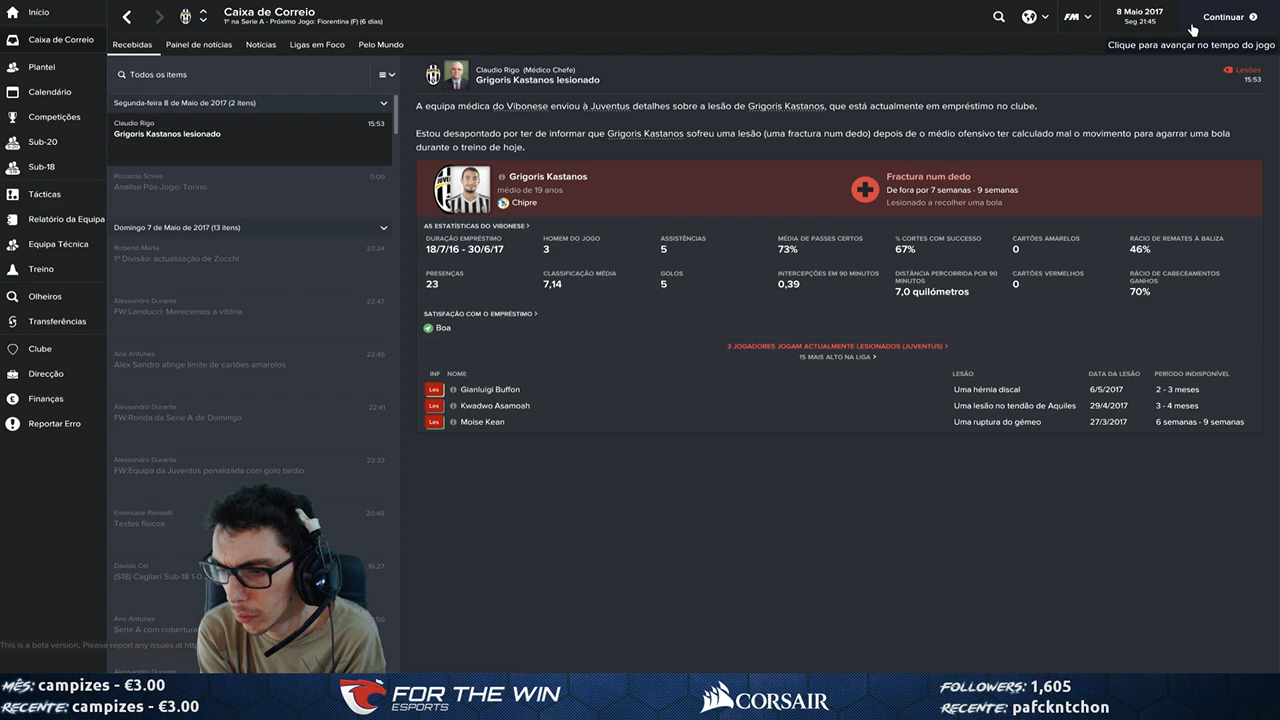 Início
Caixa de Correio
Plantel
Calendário
Competições
Sub-20
Sub-18
Tácticas
Relatório da Equipa
Equipa Técnica
Treino
Olheiros
Transferências
Clube
Direcção
Finanças
Reportar Erro
Caixa de Correio
1º na Serie A - Próximo Jogo: Fiorentina (F) (6 dias)
FM
8 Maio 2017
Seg 21:45
Continuar
Clique para avançar no tempo do jogo
Recebidas Painel de notícias Notícias Ligas em Foco Pelo Mundo
Todos os items
Segunda-feira 8 de Maio de 2017 (2 itens)
Claudio Rigo 15:53
Grigoris Kastanos lesionado
Riccardo Scirea 0:00
Análise Pós-Jogo: Torino
Domingo 7 de Maio de 2017 (13 itens)
Roberto Marta 23:24
1ª Divisão: actualização de Zocchi
Alessandro Durante 22:47
FW:Landucci: Merecemos a vitória
Ana Antunes 22:45
Alex Sandro atinge limite de cartões amarelos
Alessandro Durante 22:41
FW:Ronda da Serie A de Domingo
Alessandro Durante 22:33
FW:Equipa da Juventus penalizada com golo tardio
Emanuele Randelli 20:45
Testes físicos
Davide Cei 16:27
(S18) Cagliari Sub-18 1-0
Ana Antunes
Serie A com cobertura
This is a beta version. Please report any issues at
Claudio Rigo (Médico Chefe)
Grigoris Kastanos lesionado
Lesões
15:53
A equipa médica do Vibonese enviou à Juventus detalhes sobre a lesão de Grigoris Kastanos, que está actualmente em empréstimo no clube.
Estou desapontado por ter de informar que Grigoris Kastanos sofreu uma lesão (uma fractura num dedo) depois de o médio ofensivo ter calculado mal o movimento para agarrar uma bola
durante o treino de hoje.
Grigoris Kastanos
médio de 19 anos
Chipre
Fractura num dedo
De fora por 7 semanas - 9 semanas
Lesionado a recolher uma bola
AS ESTATÍSTICAS DO VIBONESE >
DURAÇÃO EMPRÉSTIMO HOMEM DO JOGO ASSISTÊNCIAS MÉDIA DE PASSES CERTOS % CORTES COM SUCESSO CARTÕES AMARELOS RÁCIO DE REMATES À BALIZA
18/7/16 - 30/6/17 3 5 73% 67% 0 46%
PRESENÇAS CLASSIFICAÇÃO MÉDIA GOLOS INTERCEPÇÕES EM 90 MINUTOS DISTÂNCIA PERCORRIDA POR 90 MINUTOS CARTÕES VERMELHOS RÁCIO DE CABECEAMENTOS GANHOS
23 7,14 5 0,39 7,0 quilómetros 0 70%
SATISFAÇÃO COM O EMPRÉSTIMO >
Boa
3 JOGADORES JOGAM ACTUALMENTE LESIONADOS (JUVENTUS) >
15 MAIS ALTO NA LIGA >
INF NOME LESÃO DATA DA LESÃO PERÍODO INDISPONÍVEL
Les Gianluigi Buffon Uma hérnia discal 6/5/2017 2 - 3 meses
Les Kwadwo Asamoah Uma lesão no tendão de Aquiles 29/4/2017 3 - 4 meses
Les Moise Kean Uma ruptura do gémeo 27/3/2017 6 semanas - 9 semanas
MÊS: campizes - €3.00
RECENTE: campizes - €3.00
FOR THE WIN
ESPORTS
CORSAIR
FOLLOWERS: 1,605
RECENTE: pafckntchon